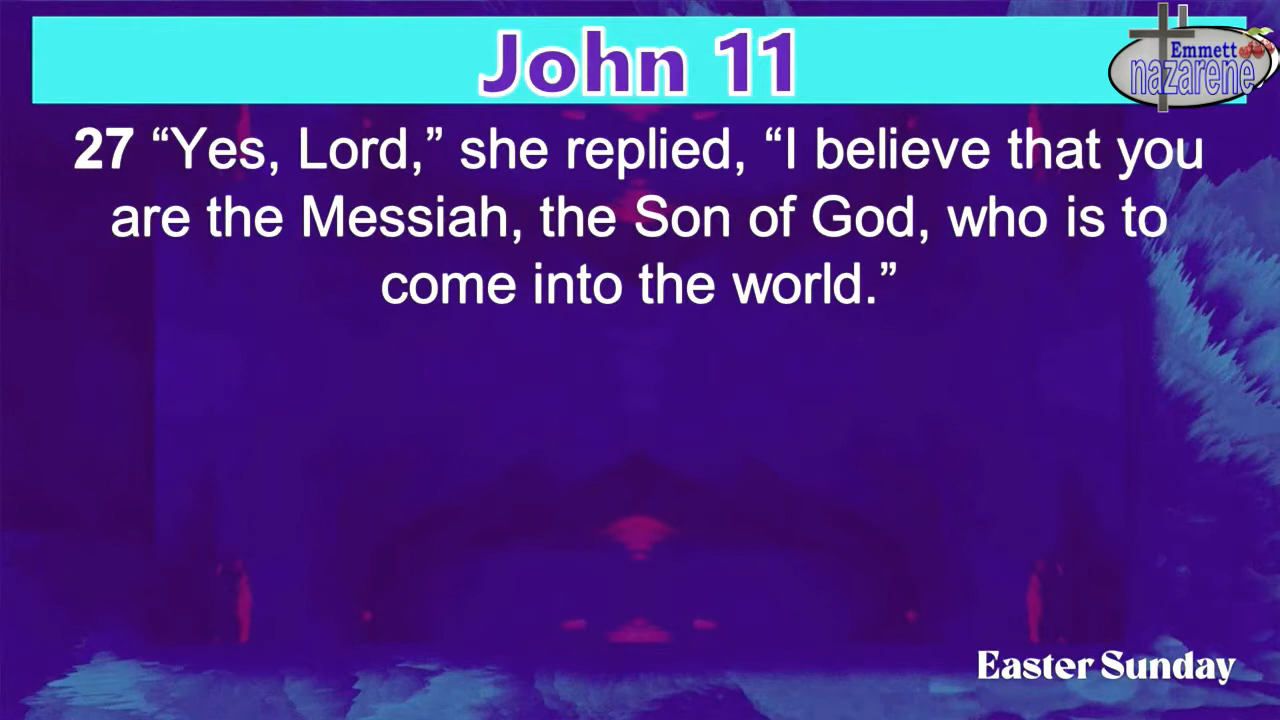 John 11
Emmett
nazarene
27 “Yes, Lord,” she replied, “I believe that you
are the Messiah, the Son of God, who is to
come into the world.”
Easter Sunday